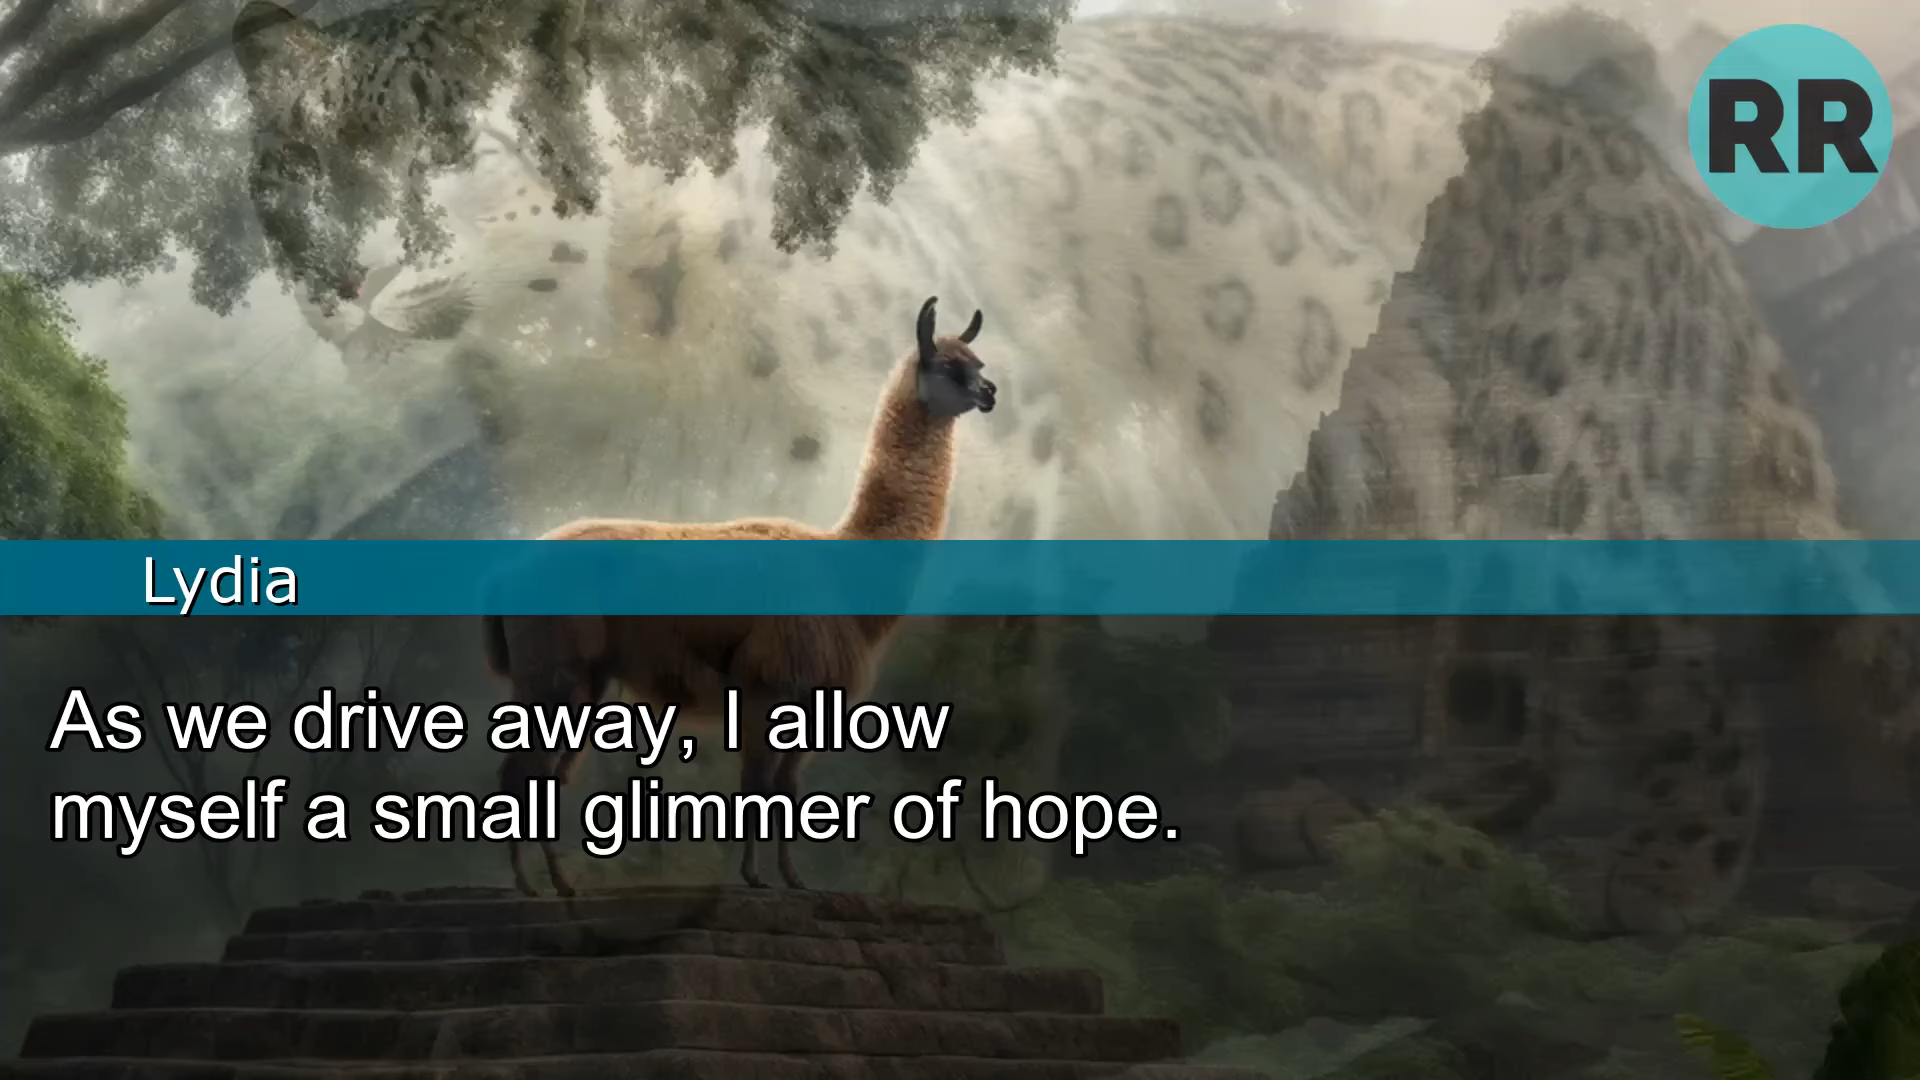 RR
Lydia
As we drive away, I allow
myself a small glimmer of hope.